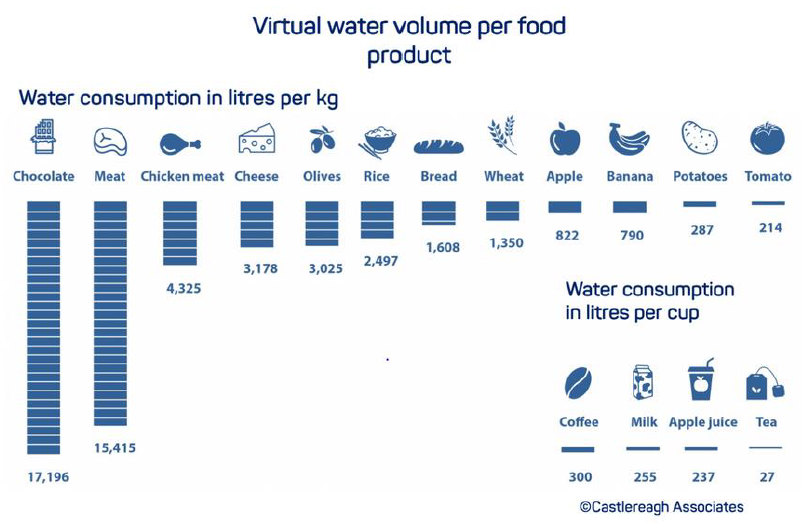 Virtual water volume per food
product
Water consumption in litres per kg
Chocolate Meat Chicken meat Cheese Olives Rice Bread Wheat Apple Banana Potatoes Tomato
17,196 15,415 4,325 3,178 3,025 2,497 1,608 1,350 822 790 287 214
Water consumption
in litres per cup
Coffee Milk Apple juice Tea
300 255 237 27
©Castlereagh Associates